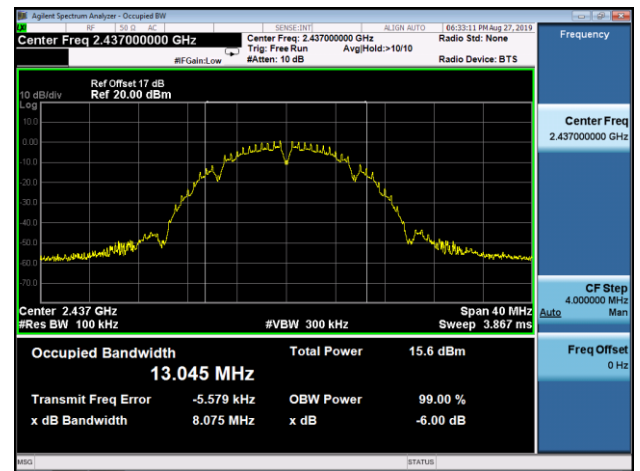 Agilent Spectrum Analyzer - Occupied BW
RF 50 Ω AC SENSE:INT ALIGN AUTO 06:33:11 PM Aug 27, 2019
Center Freq 2.437000000 GHz
Center Freq: 2.437000000 GHz Radio Std: None
Trig: Free Run Avg|Hold:>10/10
#IFGain:Low #Atten: 10 dB Radio Device: BTS
Ref Offset 17 dB
10 dB/div Ref 20.00 dBm
Log
10.0
0.00
-10.0
-20.0
-30.0
-40.0
-50.0
-60.0
-70.0
Center 2.437 GHz Span 40 MHz
#Res BW 100 kHz #VBW 300 kHz Sweep 3.867 ms
Occupied Bandwidth Total Power 15.6 dBm
13.045 MHz
Transmit Freq Error -5.579 kHz OBW Power 99.00 %
x dB Bandwidth 8.075 MHz x dB -6.00 dB
MSG STATUS
Frequency
Center Freq
2.437000000 GHz
CF Step
4.000000 MHz
Auto Man
Freq Offset
0 Hz